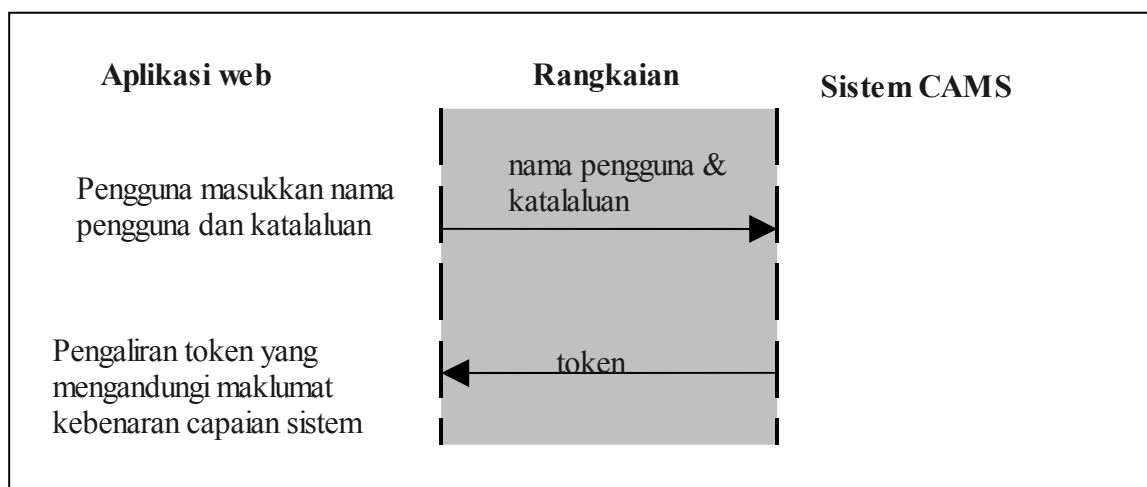 Aplikasi web
Rangkaian
Sistem CAMS
Pengguna masukkan nama
pengguna dan katalaluan
nama pengguna &
katalaluan
Pengaliran token yang
mengandungi maklumat
kebenaran capaian sistem
token